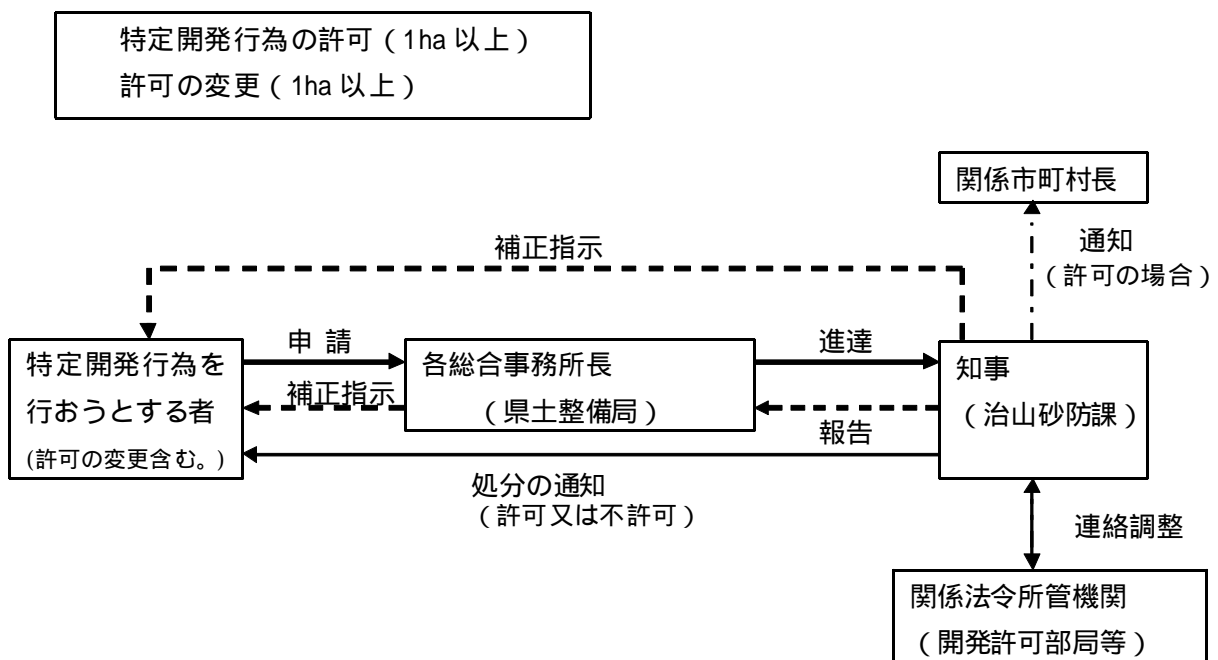 特定開発行為の許可（1ha 以上）
許可の変更（1ha 以上）
関係市町村長
通知
（許可の場合）
補正指示
特定開発行為を
行おうとする者
(許可の変更含む。)
申 請
補正指示
各総合事務所長
（県土整備局）
進達
報告
知事
（治山砂防課）
処分の通知
（許可又は不許可）
連絡調整
関係法令所管機関
（開発許可部局等）